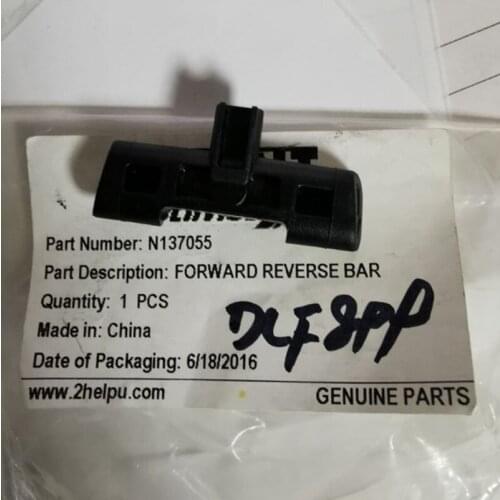 Part Number: N137055
Part Description: FORWARD REVERSE BAR
Quantity: 1 PCS
Made in: China
Date of Packaging: 6/18/2016
www.2helpu.com
GENUINE PARTS